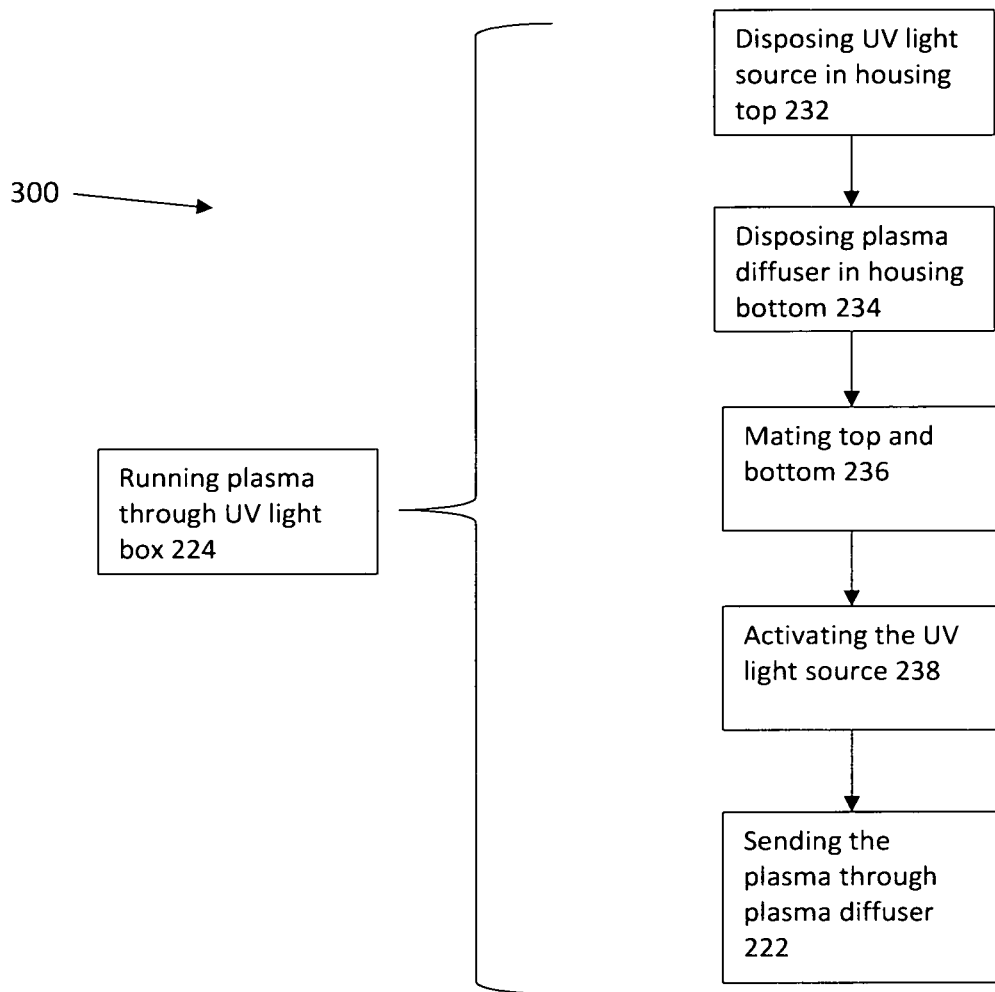 300
Running plasma
through UV light
box 224
Disposing UV light
source in housing
top 232
Disposing plasma
diffuser in housing
bottom 234
Mating top and
bottom 236
Activating the UV
light source 238
Sending the
plasma through
plasma diffuser
222